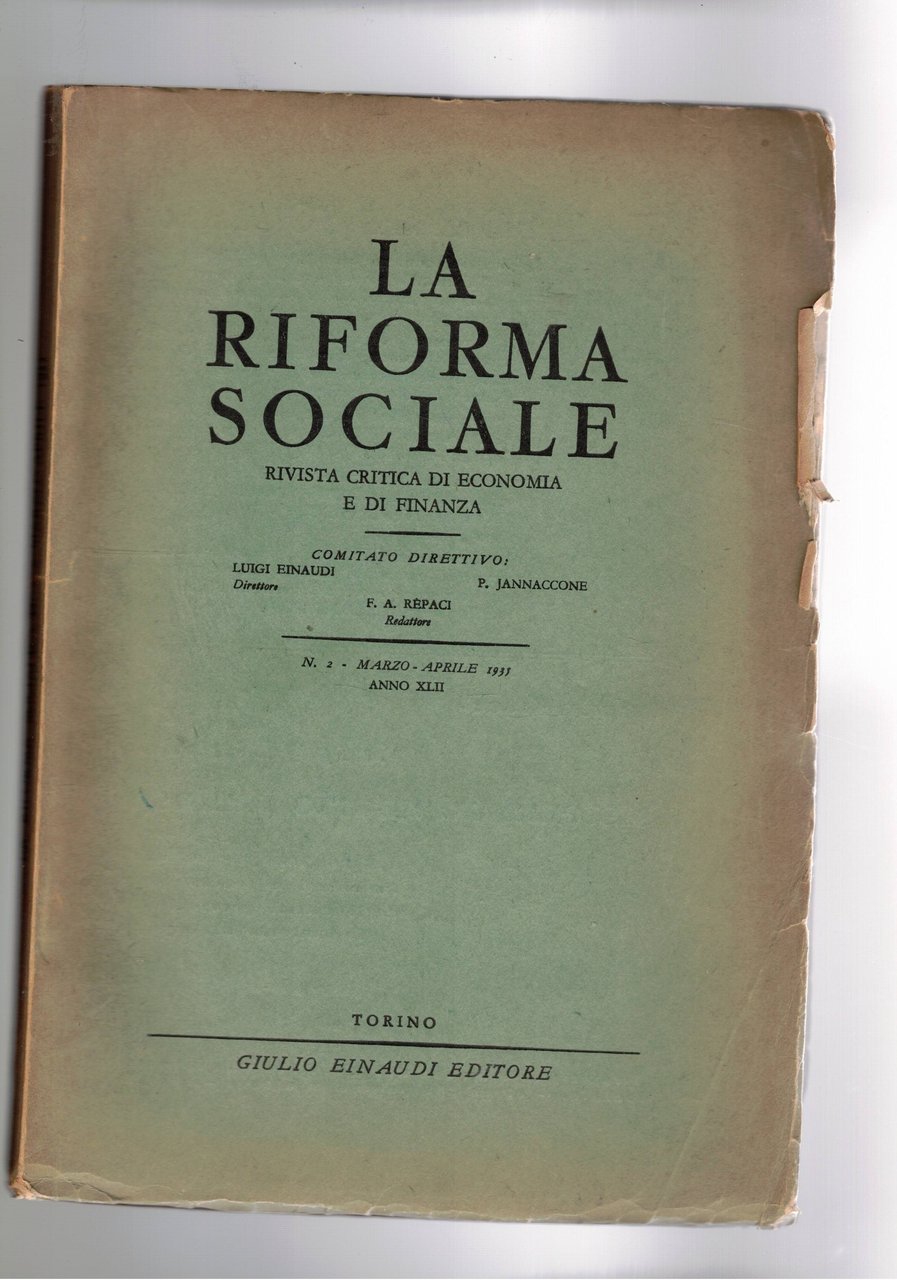 LA
RIFORMA
SOCIALE
RIVISTA CRITICA DI ECONOMIA
E DI FINANZA
COMITATO DIRETTIVO:
LUIGI EINAUDI
Direttore
P. JANNACCONE
F. A. RÈPACI
Redattore
N. 2 - MARZO - APRILE 1935
ANNO XLII
TORINO
GIULIO EINAUDI EDITORE